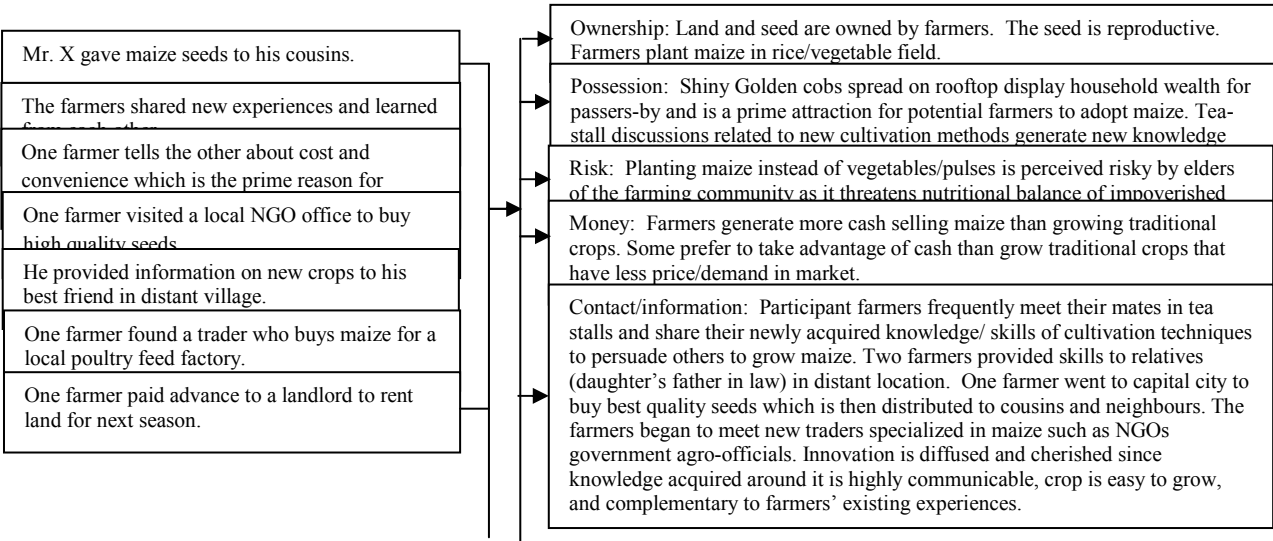 Mr. X gave maize seeds to his cousins.
The farmers shared new experiences and learned
from each other
One farmer tells the other about cost and
convenience which is the prime reason for
One farmer visited a local NGO office to buy
high quality seeds
He provided information on new crops to his
best friend in distant village.
One farmer found a trader who buys maize for a
local poultry feed factory.
One farmer paid advance to a landlord to rent
land for next season.
Ownership: Land and seed are owned by farmers. The seed is reproductive.
Farmers plant maize in rice/vegetable field.
Possession: Shiny Golden cobs spread on rooftop display household wealth for
passers-by and is a prime attraction for potential farmers to adopt maize. Tea-
stall discussions related to new cultivation methods generate new knowledge
Risk: Planting maize instead of vegetables/pulses is perceived risky by elders
of the farming community as it threatens nutritional balance of impoverished
Money: Farmers generate more cash selling maize than growing traditional
crops. Some prefer to take advantage of cash than grow traditional crops that
have less price/demand in market.
Contact/information: Participant farmers frequently meet their mates in tea
stalls and share their newly acquired knowledge/ skills of cultivation techniques
to persuade others to grow maize. Two farmers provided skills to relatives
(daughter's father in law) in distant location. One farmer went to capital city to
buy best quality seeds which is then distributed to cousins and neighbours. The
farmers began to meet new traders specialized in maize such as NGOs
government agro-officials. Innovation is diffused and cherished since
knowledge acquired around it is highly communicable, crop is easy to grow,
and complementary to farmers' existing experiences.